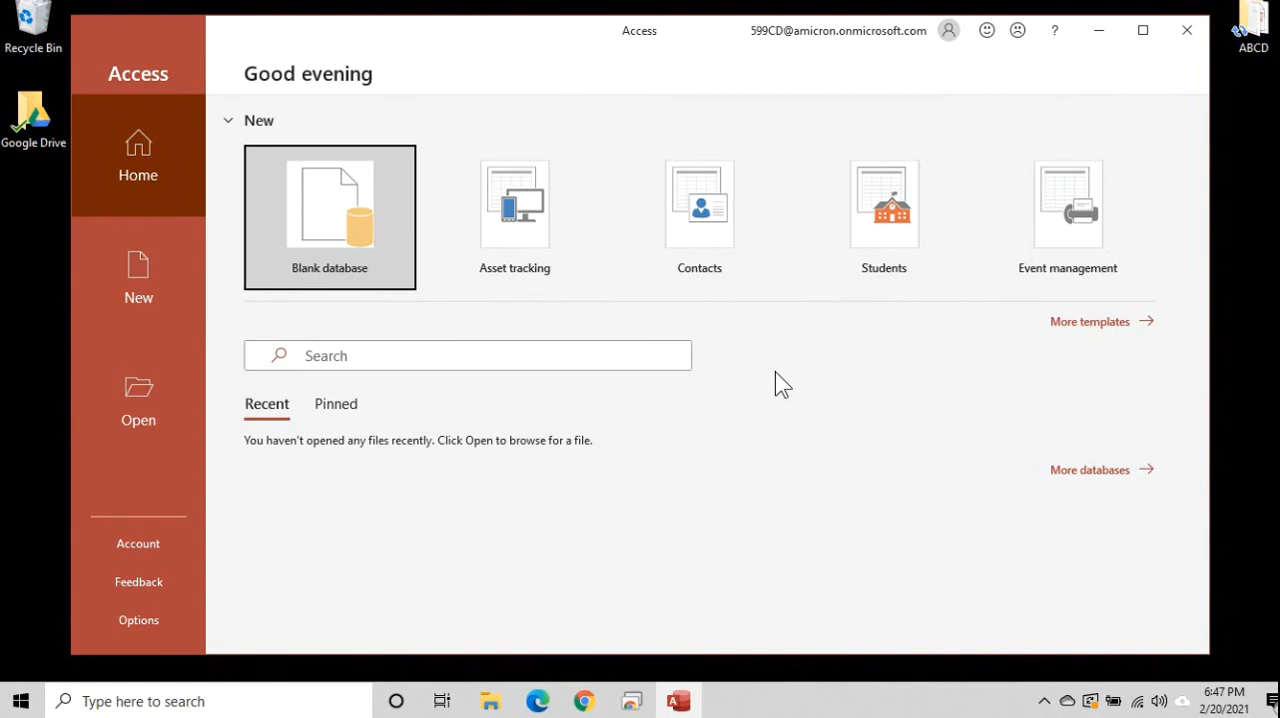 Recycle Bin
Google Drive
ABCD
Access
599CD@amicron.onmicrosoft.com
?
Access
Good evening
Home
New
Open
Account
Feedback
Options
New
Blank database
Asset tracking
Contacts
Students
Event management
More templates
Search
Recent
Pinned
You haven't opened any files recently. Click Open to browse for a file.
More databases
Type here to search
6:47 PM
2/20/2021